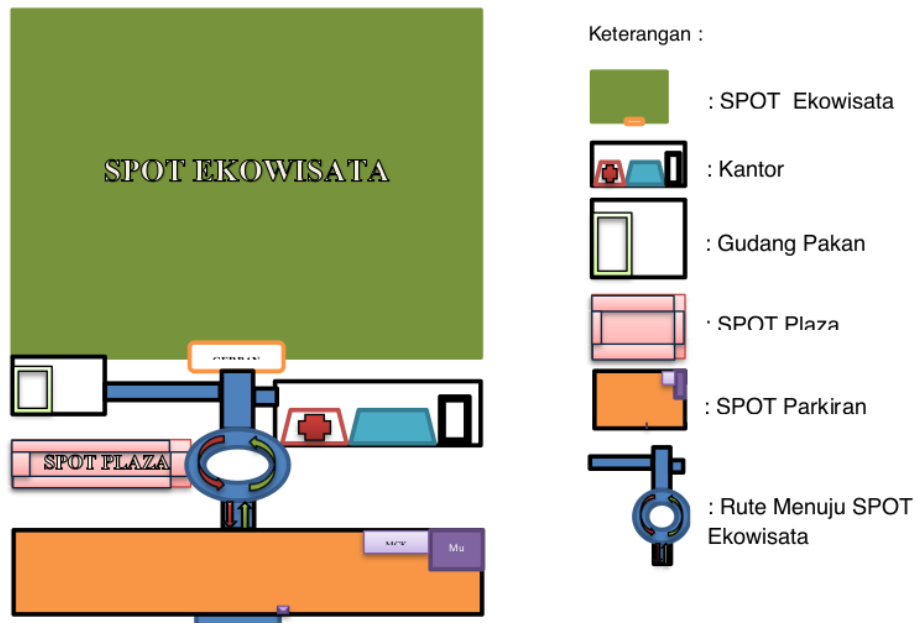 SPOT EKOWISATA
SPOT PLAZA
Mu
Keterangan :
: SPOT  Ekowisata
: Kantor
: Gudang Pakan
: SPOT Plaza
: SPOT Parkiran
: Rute Menuju SPOT
Ekowisata